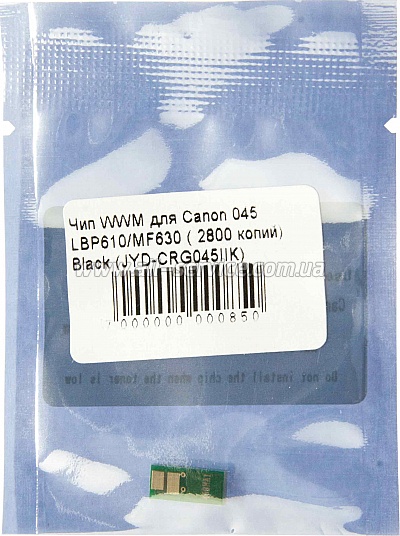 Чип WWM для Canon 045
LBP610/MF630 ( 2800 копий)
Black (JYD-CRG045IIK)
000000 000850
Do not install the chip when the toner is low